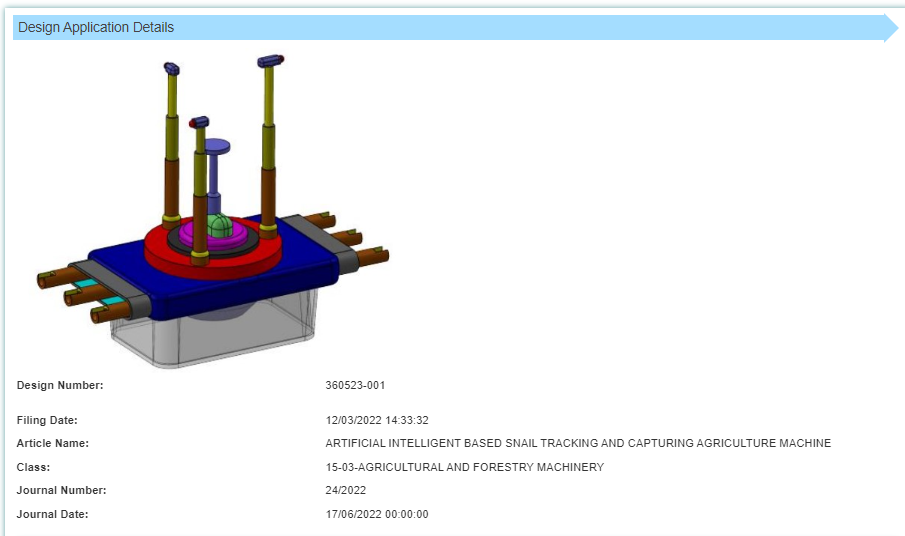 Design Application Details
Design Number: 360523-001
Filing Date: 12/03/2022 14:33:32
Article Name: ARTIFICIAL INTELLIGENT BASED SNAIL TRACKING AND CAPTURING AGRICULTURE MACHINE
Class: 15-03-AGRICULTURAL AND FORESTRY MACHINERY
Journal Number: 24/2022
Journal Date: 17/06/2022 00:00:00